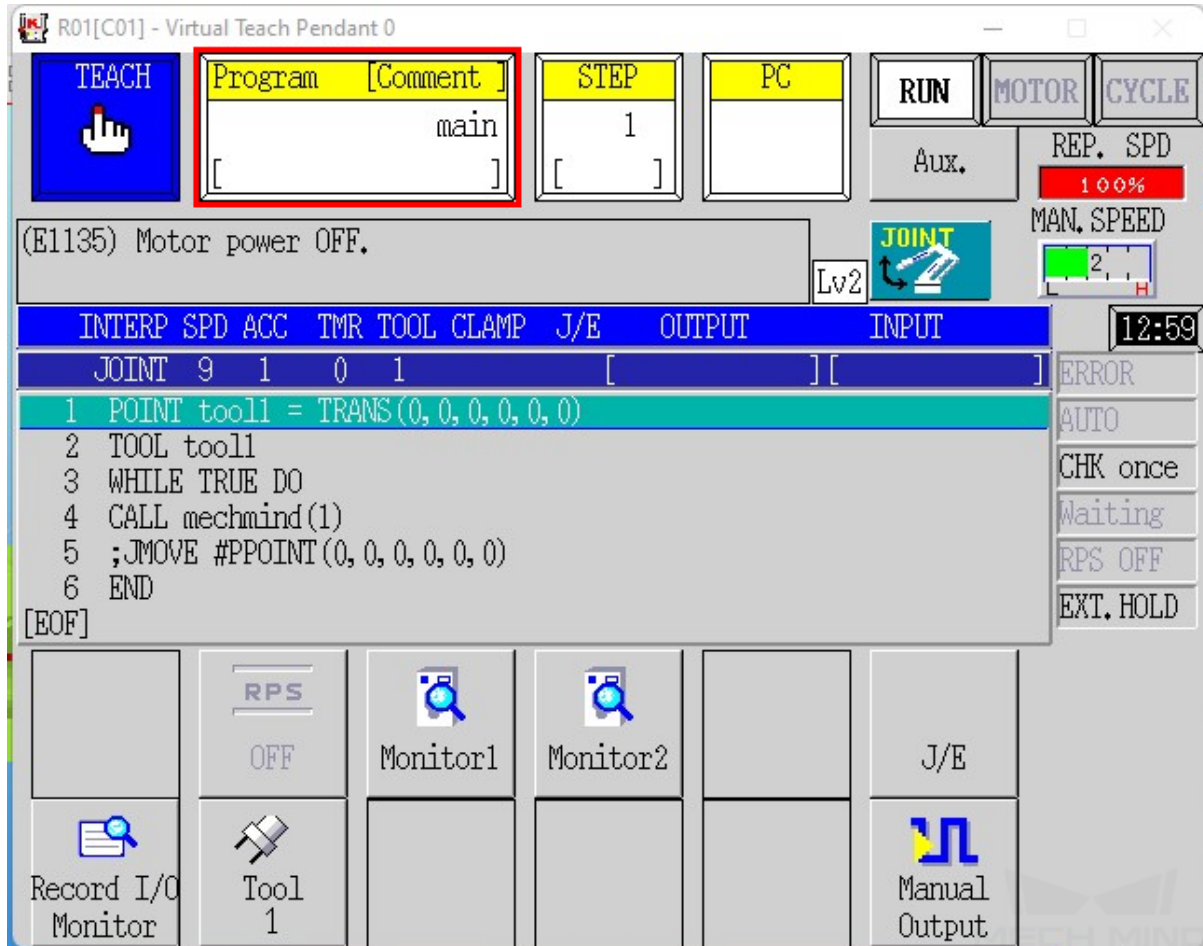 R01[C01] - Virtual Teach Pendant 0
TEACH
Program [Comment ]
main
[ ]
STEP
1
[ ]
PC
RUN
MOTOR
CYCLE
Aux.
REP. SPD
100%
(E1135) Motor power OFF.
Lv2
JOINT
MAN.SPEED
2
L H
INTERP SPD ACC TMR TOOL CLAMP J/E OUTPUT INPUT
12:59
JOINT 9 1 0 1 [ ][ ]
1 POINT tool1 = TRANS(0,0,0,0,0,0)
2 TOOL tool1
3 WHILE TRUE DO
4 CALL mechmind(1)
5 ;JMOVE #PPOINT(0,0,0,0,0,0)
6 END
[EOF]
ERROR
AUTO
CHK once
Waiting
RPS OFF
EXT.HOLD
RPS
OFF
Monitor1
Monitor2
J/E
Record I/O
Monitor
Tool
1
Manual
Output
MECH MIND